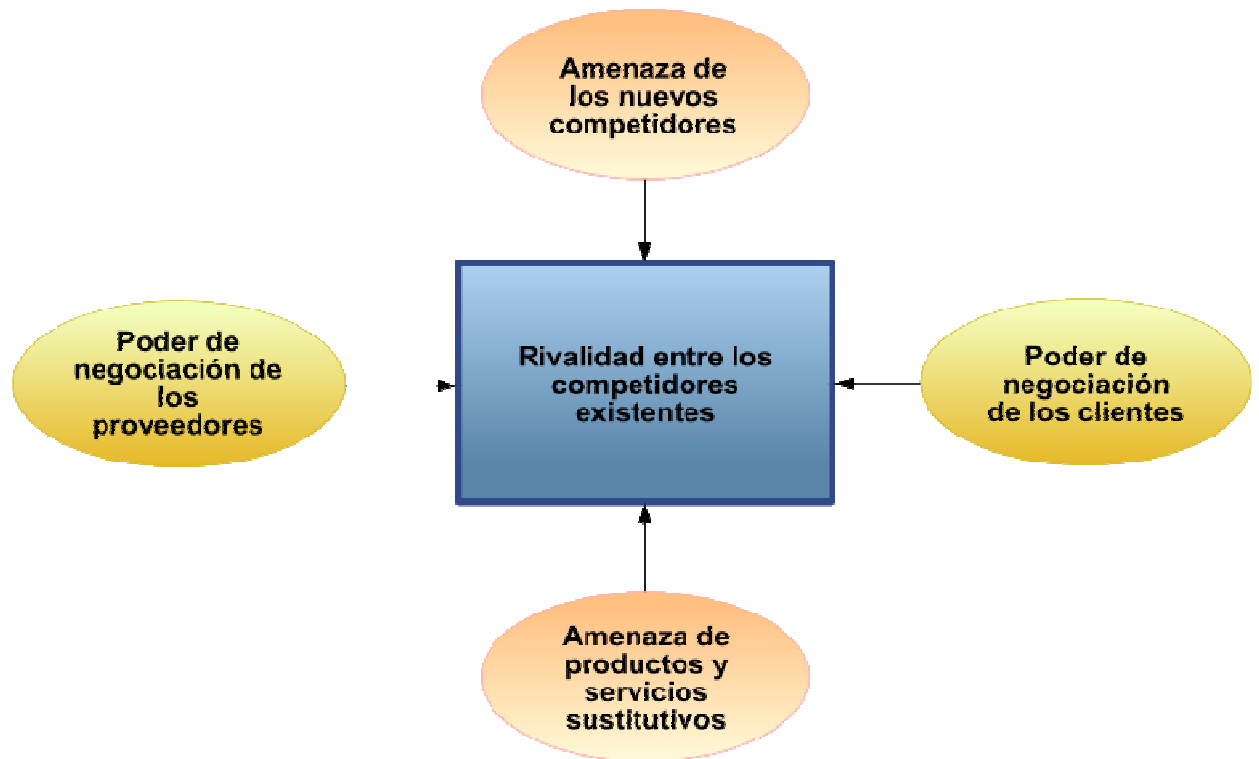 Amenaza de
los nuevos
competidores
Poder de
negociación de
los
proveedores
Rivalidad entre los
competidores
existentes
Poder de
negociación
de los clientes
Amenaza de
productos y
servicios
sustitutivos